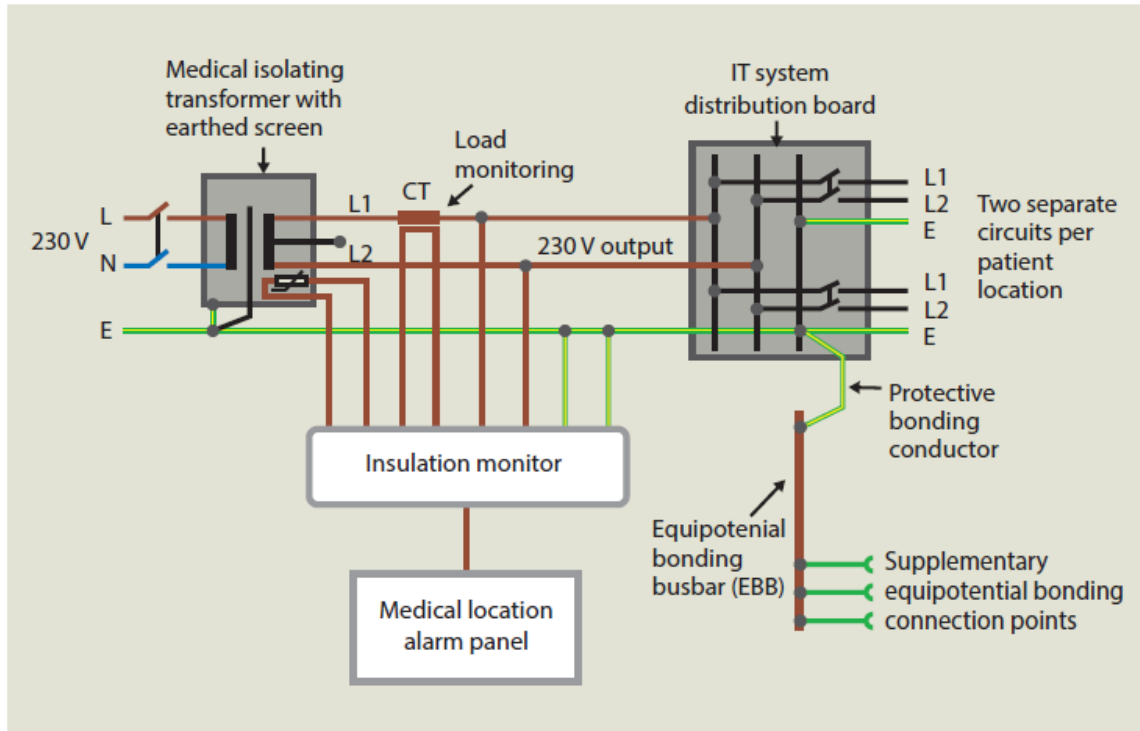 Medical isolating
transformer with
earthed screen
IT system
distribution board
Load
monitoring
CT
L1
L
230 V
N
L2
230 V output
E
L1
L2
E
Two separate
circuits per
patient
location
L1
L2
E
Protective
bonding
conductor
Insulation monitor
Equipotenial
bonding
busbar (EBB)
Supplementary
equipotential bonding
connection points
Medical location
alarm panel